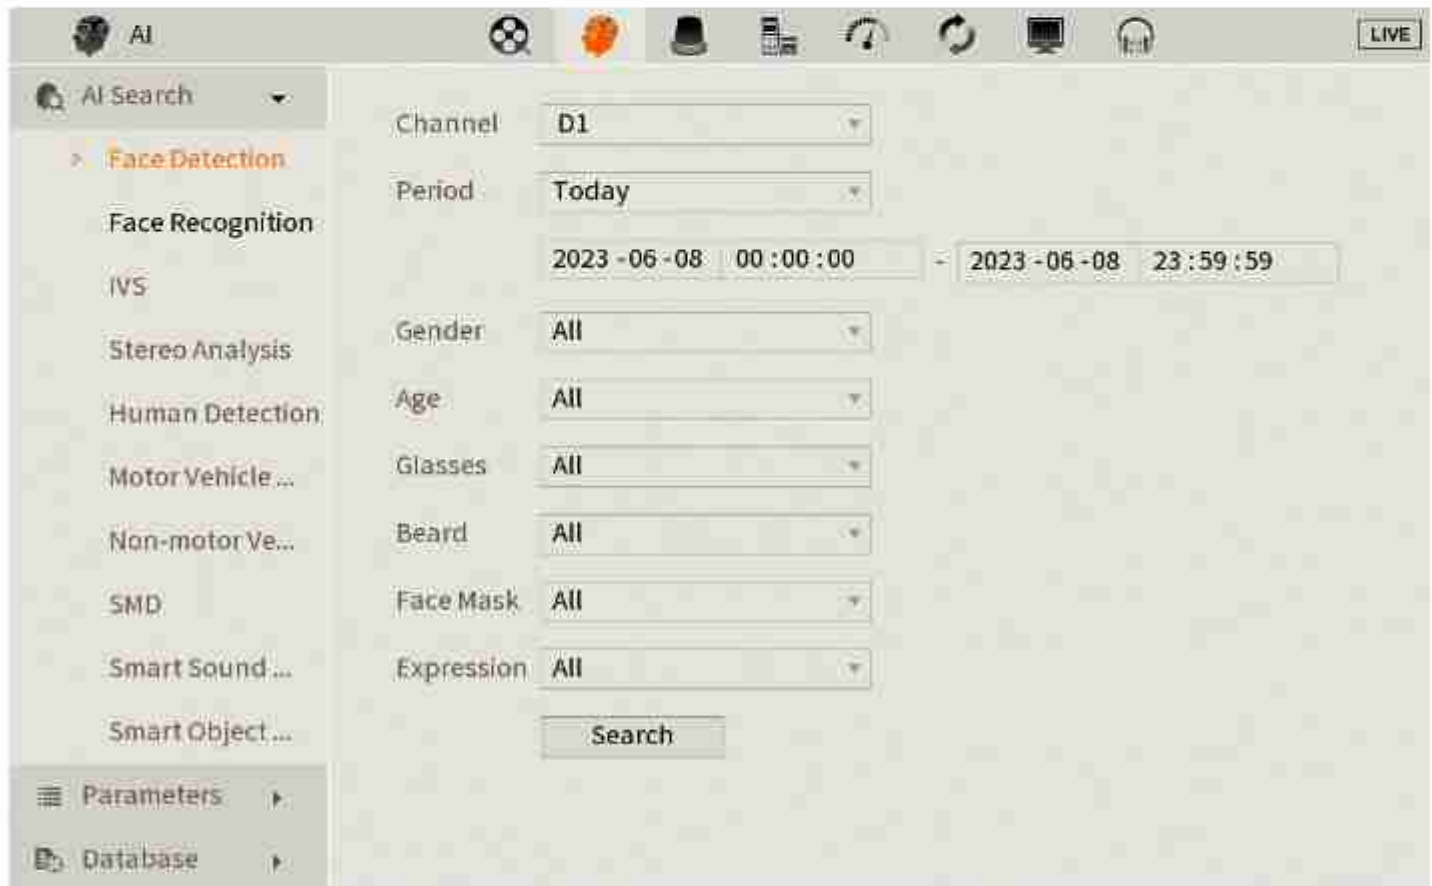 AI
LIVE
AI Search
Face Detection
Face Recognition
IVS
Stereo Analysis
Human Detection
Motor Vehicle ...
Non-motor Ve...
SMD
Smart Sound ...
Smart Object ...
Parameters
Database
Channel D1
Period Today
2023 -06 -08 00 :00 :00 - 2023 -06 -08 23 :59 :59
Gender All
Age All
Glasses All
Beard All
Face Mask All
Expression All
Search